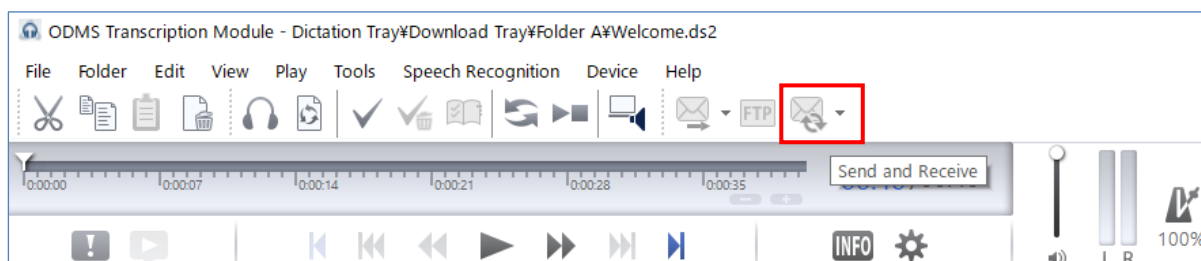 ODMS Transcription Module - Dictation Tray¥Download Tray¥Folder A¥Welcome.ds2
File Folder Edit View Play Tools Speech Recognition Device Help
FTP
0:00:00 0:00:07 0:00:14 0:00:21 0:00:28 0:00:35
Send and Receive
INFO
100%
L R